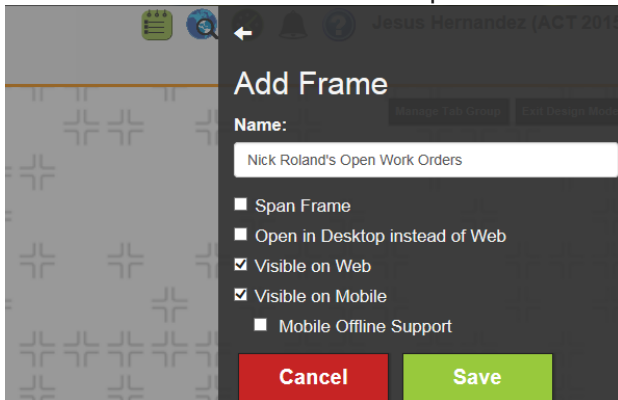 Jesus Hernandez (ACT 2015
Add Frame
Manage Tab Group
Exit Design Mode
Name:
Nick Roland's Open Work Orders
Span Frame
Open in Desktop instead of Web
Visible on Web
Visible on Mobile
Mobile Offline Support
Cancel
Save